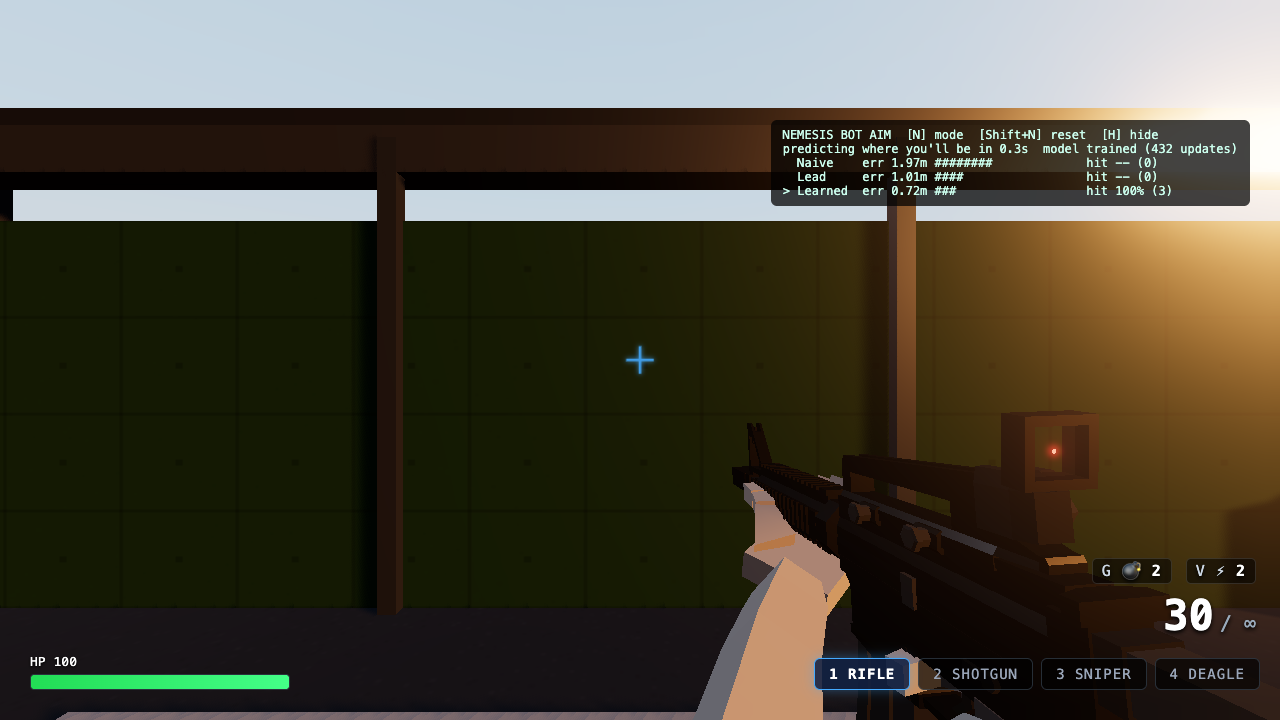 NEMESIS BOT AIM [N] mode [Shift+N] reset [H] hide
predicting where you'll be in 0.3s model trained (432 updates)
Naive err 1.97m ######## hit —— (0)
Lead err 1.01m #### hit —— (0)
> Learned err 0.72m ### hit 100% (3)
G 2 V ⚡ 2
30 / ∞
HP 100
1 RIFLE 2 SHOTGUN 3 SNIPER 4 DEAGLE